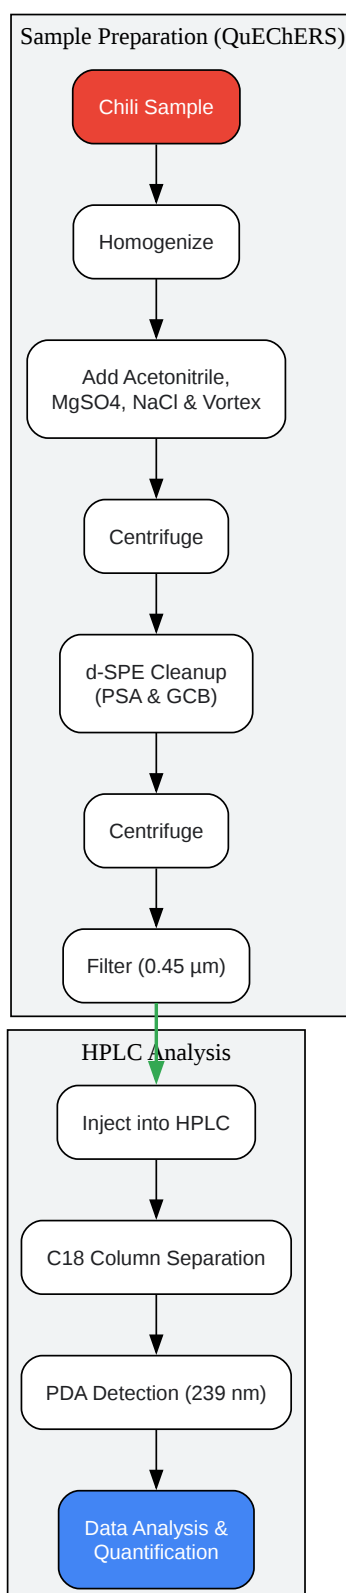 Sample Preparation (QuEChERS)
Chili Sample
Homogenize
Add Acetonitrile,
MgSO4, NaCl & Vortex
Centrifuge
d-SPE Cleanup
(PSA & GCB)
Centrifuge
Filter (0.45 µm)
HPLC Analysis
Inject into HPLC
C18 Column Separation
PDA Detection (239 nm)
Data Analysis &
Quantification